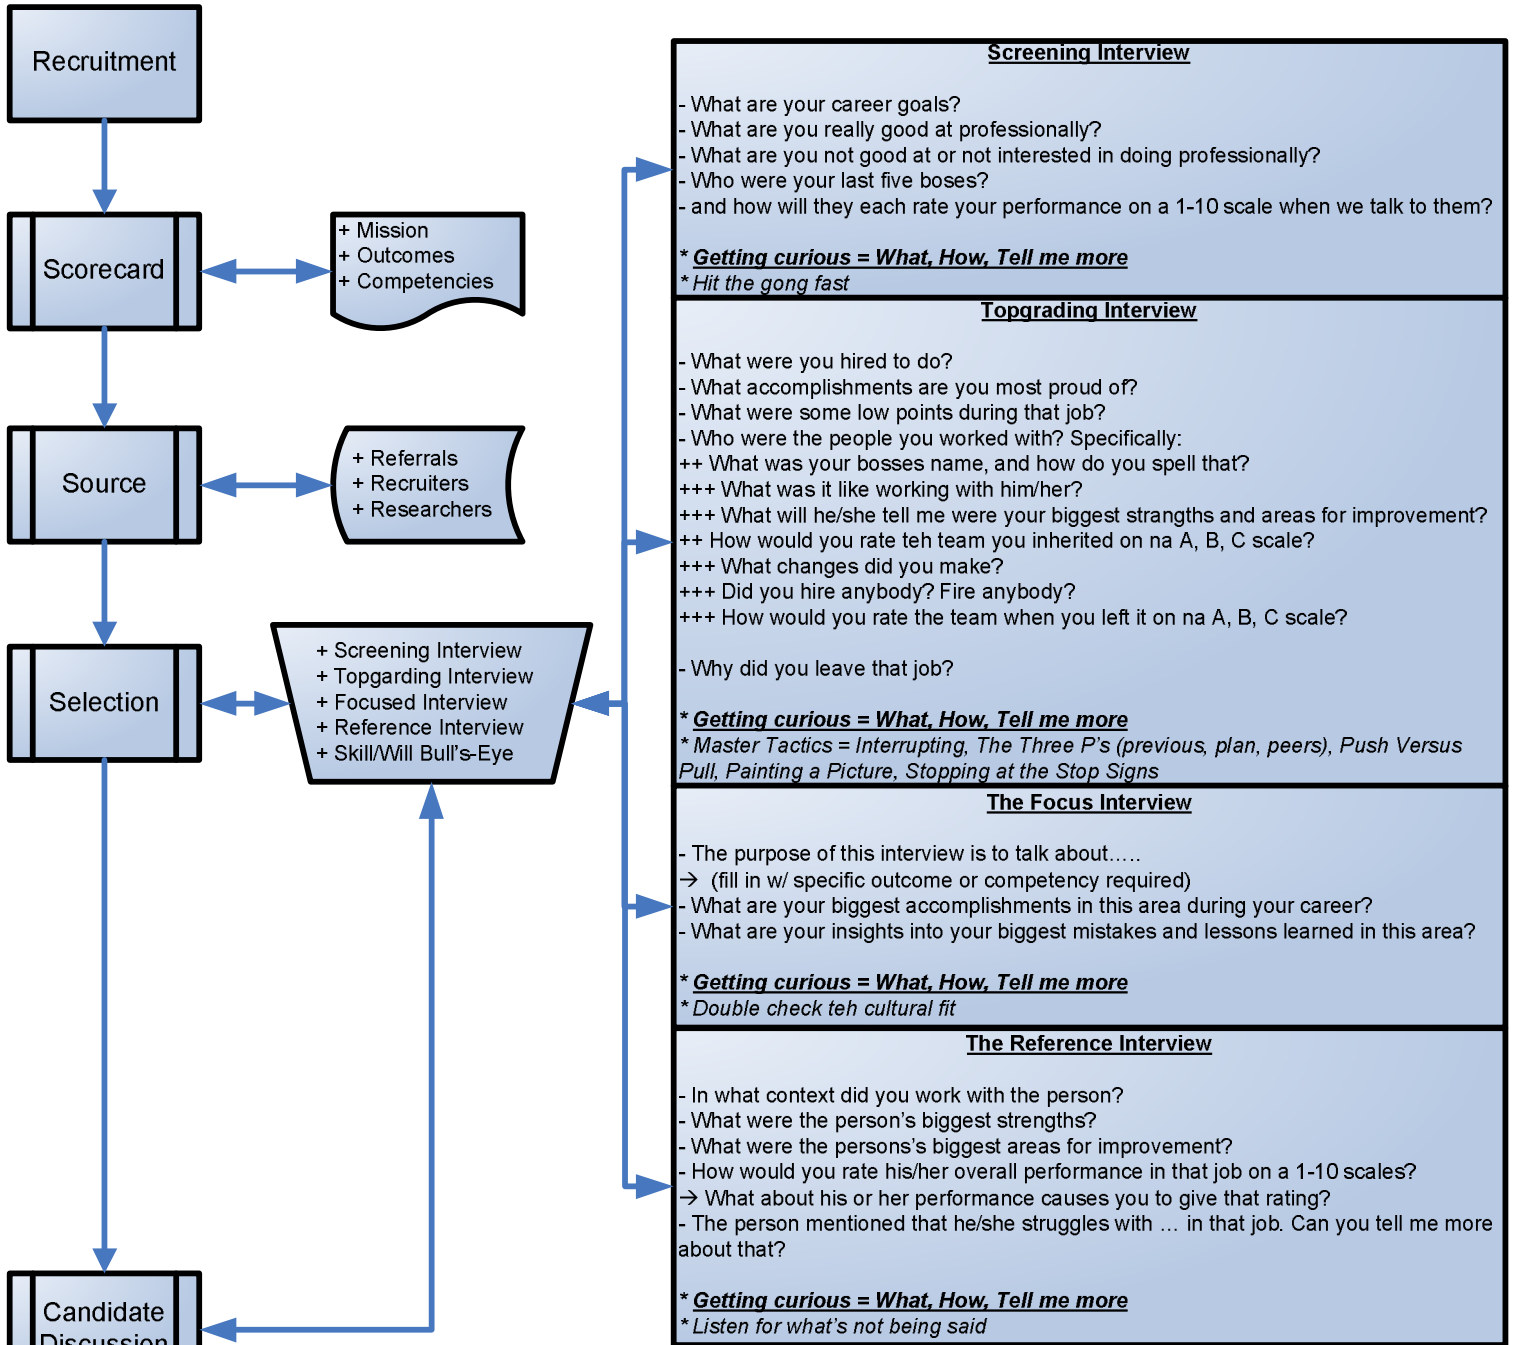 Recruitment
Scorecard
+ Mission
+ Outcomes
+ Competencies
Source
+ Referrals
+ Recruiters
+ Researchers
Selection
+ Screening Interview
+ Topgarding Interview
+ Focused Interview
+ Reference Interview
+ Skill/Will Bull's-Eye
Candidate
Discussion
Screening Interview
- What are your career goals?
- What are you really good at professionally?
- What are you not good at or not interested in doing professionally?
- Who were your last five boses?
- and how will they each rate your performance on a 1-10 scale when we talk to them?
* Getting curious = What, How, Tell me more
* Hit the gong fast
Topgrading Interview
- What were you hired to do?
- What accomplishments are you most proud of?
- What were some low points during that job?
- Who were the people you worked with? Specifically:
++ What was your bosses name, and how do you spell that?
+++ What was it like working with him/her?
+++ What will he/she tell me were your biggest strangths and areas for improvement?
++ How would you rate teh team you inherited on na A, B, C scale?
+++ What changes did you make?
+++ Did you hire anybody? Fire anybody?
+++ How would you rate the team when you left it on na A, B, C scale?
- Why did you leave that job?
* Getting curious = What, How, Tell me more
* Master Tactics = Interrupting, The Three P's (previous, plan, peers), Push Versus
Pull, Painting a Picture, Stopping at the Stop Signs
The Focus Interview
- The purpose of this interview is to talk about…..
→ (fill in w/ specific outcome or competency required)
- What are your biggest accomplishments in this area during your career?
- What are your insights into your biggest mistakes and lessons learned in this area?
* Getting curious = What, How, Tell me more
* Double check teh cultural fit
The Reference Interview
- In what context did you work with the person?
- What were the person's biggest strengths?
- What were the persons's biggest areas for improvement?
- How would you rate his/her overall performance in that job on a 1-10 scales?
→ What about his or her performance causes you to give that rating?
- The person mentioned that he/she struggles with … in that job. Can you tell me more
about that?
* Getting curious = What, How, Tell me more
* Listen for what's not being said